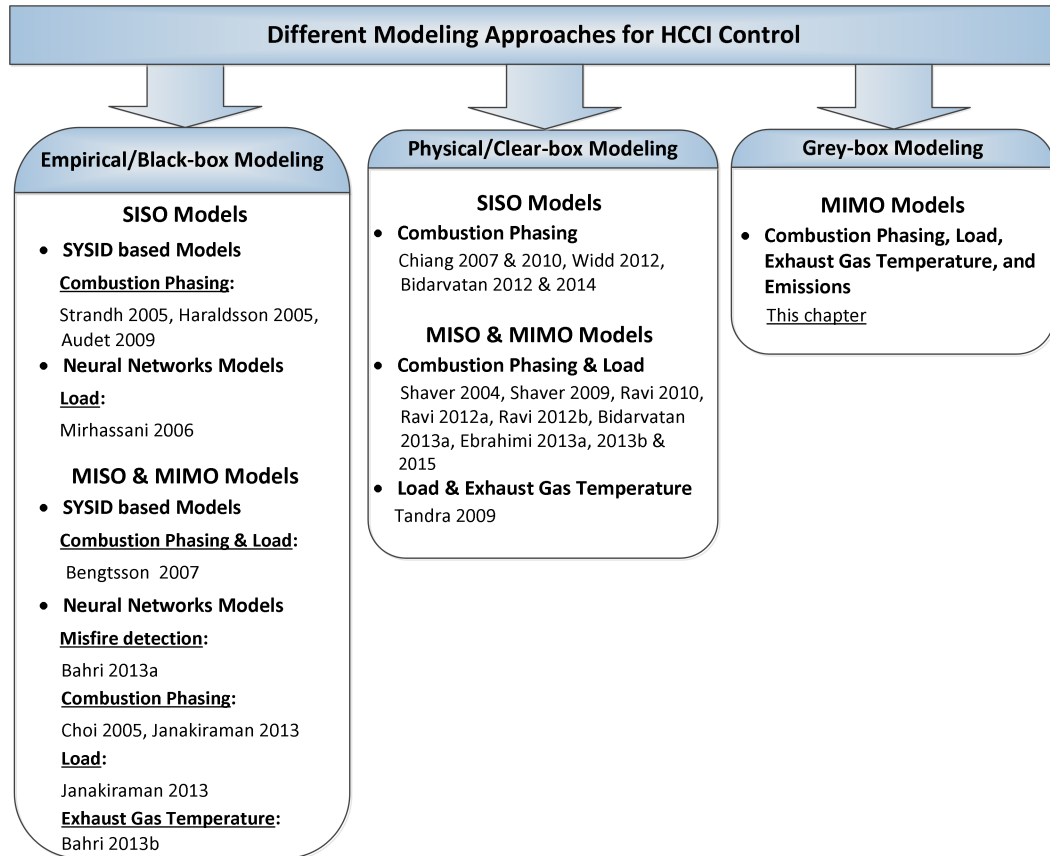 Different Modeling Approaches for HCCI Control
Empirical/Black-box Modeling
SISO Models
• SYSID based Models
Combustion Phasing:
Strandh 2005, Haraldsson 2005,
Audet 2009
• Neural Networks Models
Load:
Mirhassani 2006
MISO & MIMO Models
• SYSID based Models
Combustion Phasing & Load:
Bengtsson 2007
• Neural Networks Models
Misfire detection:
Bahri 2013a
Combustion Phasing:
Choi 2005, Janakiraman 2013
Load:
Janakiraman 2013
Exhaust Gas Temperature:
Bahri 2013b
Physical/Clear-box Modeling
SISO Models
• Combustion Phasing
Chiang 2007 & 2010, Widd 2012,
Bidarvatan 2012 & 2014
MISO & MIMO Models
• Combustion Phasing & Load
Shaver 2004, Shaver 2009, Ravi 2010,
Ravi 2012a, Ravi 2012b, Bidarvatan
2013a, Ebrahimi 2013a, 2013b &
2015
• Load & Exhaust Gas Temperature
Tandra 2009
Grey-box Modeling
MIMO Models
• Combustion Phasing, Load,
Exhaust Gas Temperature, and
Emissions
This chapter